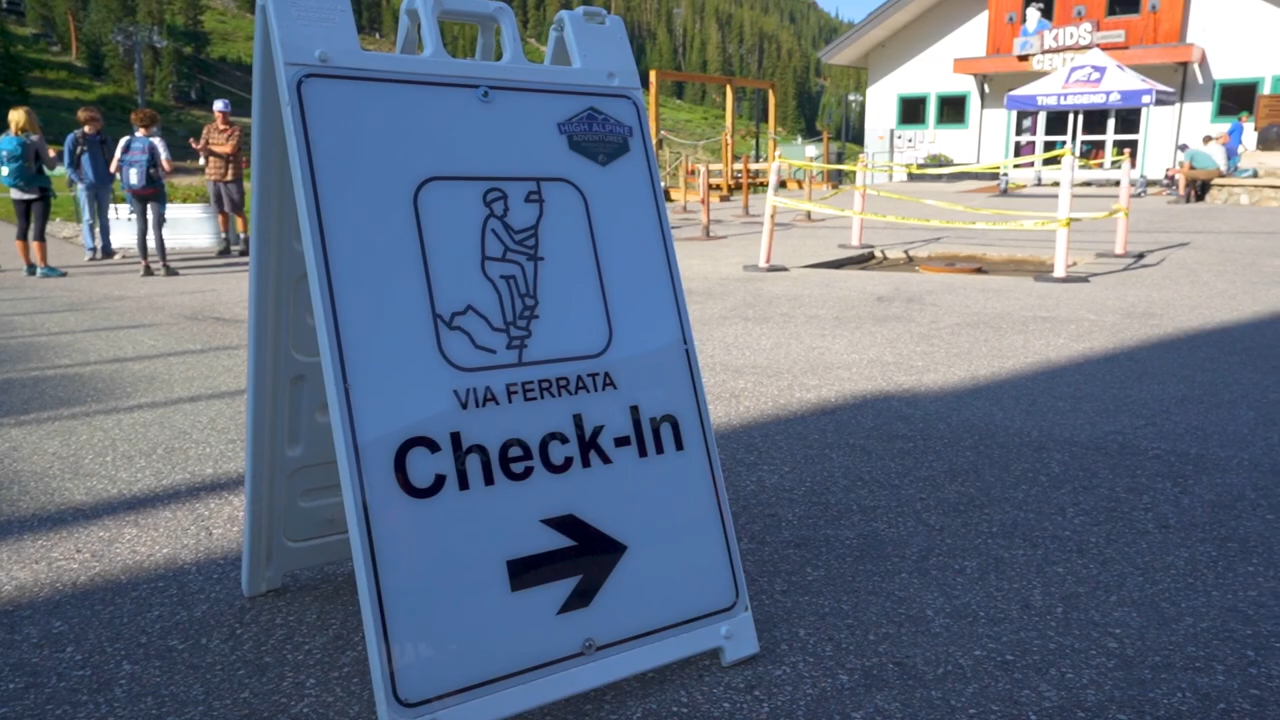 HIGH ALPINE
ADVENTURES
VIA FERRATA
Check-In
KIDS
CENT
THE LEGEND